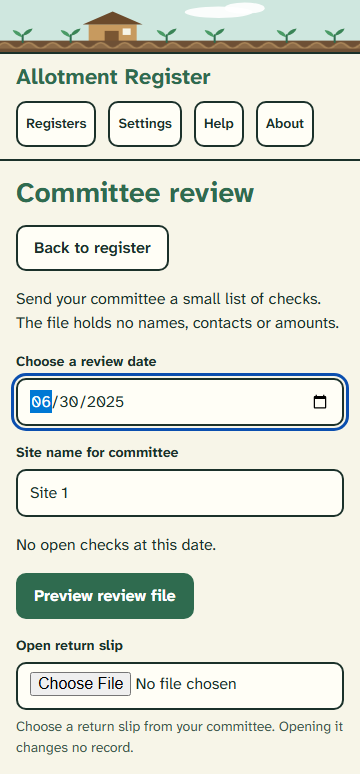 Allotment Register
Registers
Settings
Help
About
Committee review
Back to register
Send your committee a small list of checks.
The file holds no names, contacts or amounts.
Choose a review date
06/30/2025
Site name for committee
Site 1
No open checks at this date.
Preview review file
Open return slip
Choose File No file chosen
Choose a return slip from your committee. Opening it
changes no record.